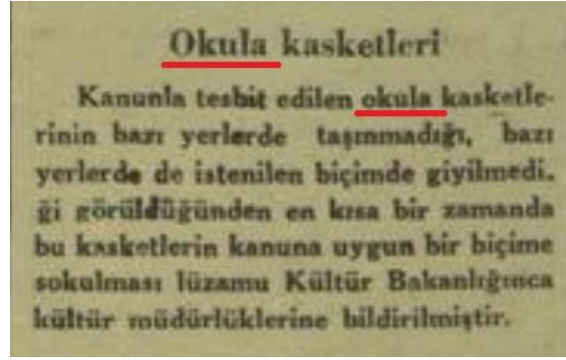 Okula kasketleri
Kanunla tesbit edilen okula kasketle-
rinin bazı yerlerde taşınmadığı, bazı
yerlerde de istenilen biçimde giyilmedi.
ği görüldüğünden en kısa bir zamanda
bu kasketlerin kanuna uygun bir biçime
sokulması lüzamu Kültür Bakanlığınca
kültür müdürlüklerine bildirilmiştir.